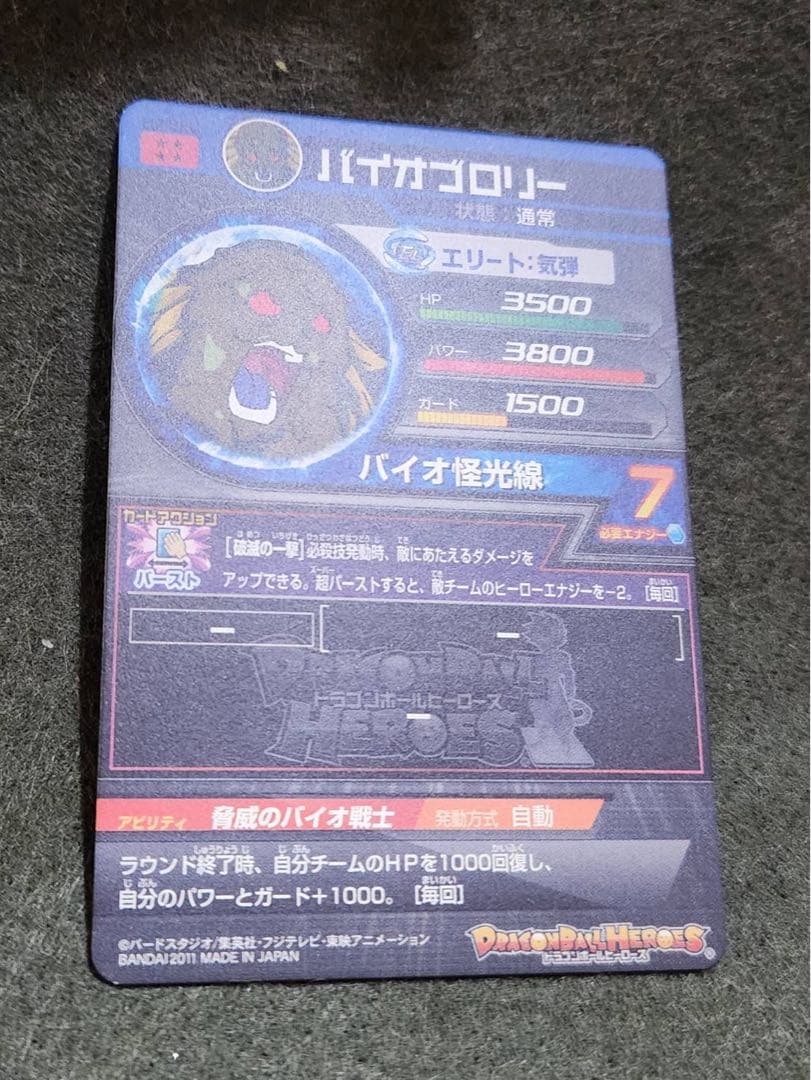 バイオブロリー
状態：通常
エリート：気弾
HP 3500
パワー 3800
ガード 1500
バイオ怪光線 7
必要エナジー
カードアクション
バースト
[破滅の一撃]必殺技発動時、敵にあたえるダメージを
アップできる。超バーストすると、敵チームのヒーローエナジーを−2。[毎回]
ー ー
DRAGONBALL
ドラゴンボールヒーローズ
HEROES
ー
アビリティ 脅威のバイオ戦士 発動方式 自動
ラウンド終了時、自分チームのHPを1000回復し、
自分のパワーとガード+1000。[毎回]
©バードスタジオ/集英社・フジテレビ・東映アニメーション
BANDAI 2011 MADE IN JAPAN
DRAGONBALL HEROES
ドラゴンボールヒーローズ